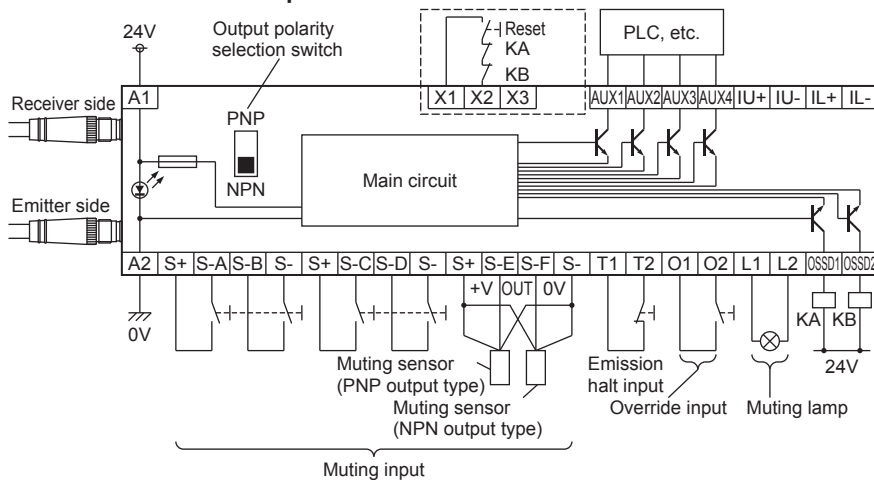 24V
Output polarity
selection switch
Reset
KA
KB
PLC, etc.
A1
X1 X2 X3
AUX1 AUX2 AUX3 AUX4 IU+ IU- IL+ IL-
Receiver side
PNP
NPN
Main circuit
Emitter side
A2 S+ S-A S-B S- S+ S-C S-D S- S+ S-E S-F S- T1 T2 O1 O2 L1 L2 OSSD1 OSSD2
+V OUT 0V
0V
KA KB
24V
Muting sensor
(PNP output type)
Muting sensor
(NPN output type)
Emission
halt input
Override input
Muting lamp
Muting input